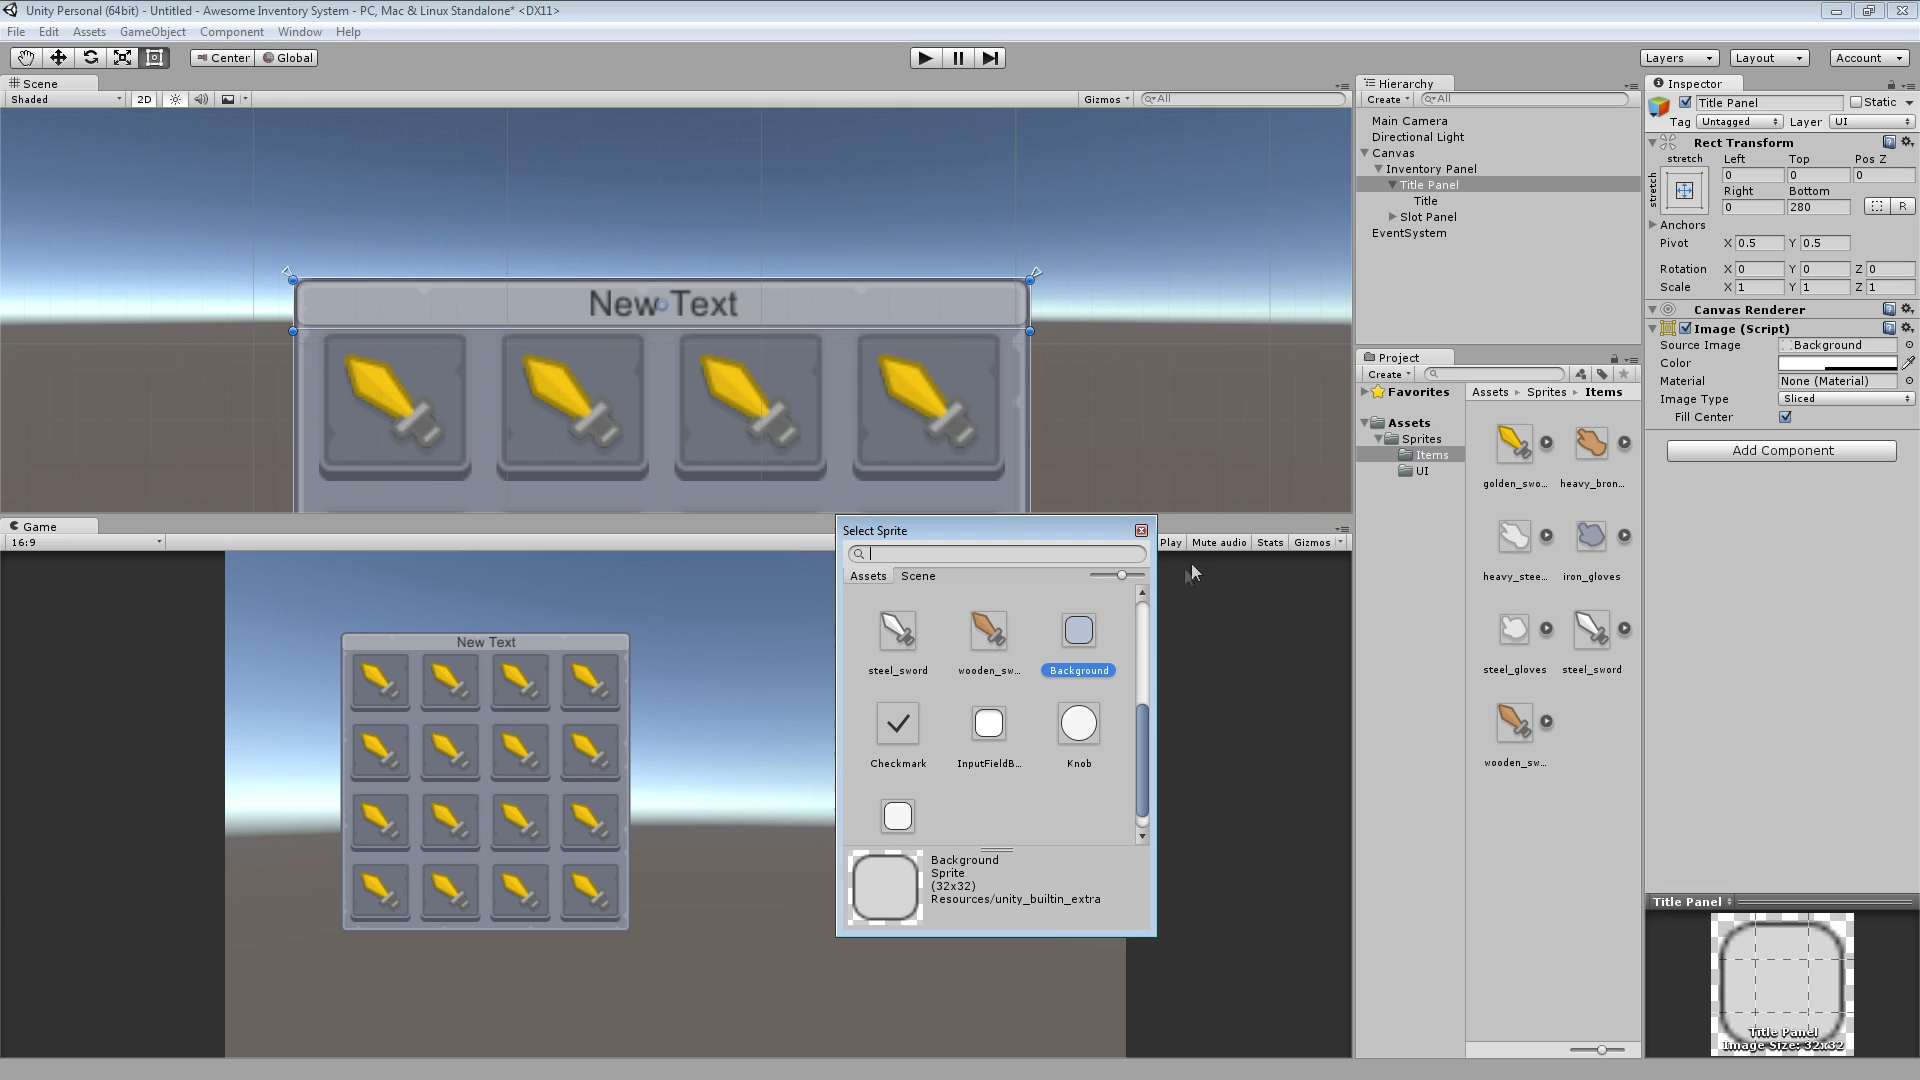 Unity Personal (64bit) - Untitled - Awesome Inventory System - PC, Mac & Linux Standalone* <DX11>
File Edit Assets GameObject Component Window Help
Center Global
Layers Layout Account
Scene
Shaded 2D Gizmos All
New Text
Game
16:9
Play Mute audio Stats Gizmos
New Text
Select Sprite
Assets Scene
steel_sword wooden_sw... Background
Checkmark InputFieldB... Knob
Background
Sprite
(32x32)
Resources/unity_builtin_extra
Hierarchy
Create All
Main Camera
Directional Light
Canvas
Inventory Panel
Title Panel
Title
Slot Panel
EventSystem
Project
Create
Favorites
Assets
Sprites
Items
UI
Assets Sprites Items
golden_swo... heavy_bron...
heavy_stee... iron_gloves
steel_gloves steel_sword
wooden_sw...
Inspector
Title Panel Static
Tag Untagged Layer UI
Rect Transform
stretch Left Top Pos Z
0 0 0
stretch
Right Bottom
0 280 R
Anchors
Pivot X 0.5 Y 0.5
Rotation X 0 Y 0 Z 0
Scale X 1 Y 1 Z 1
Canvas Renderer
Image (Script)
Source Image Background
Color
Material None (Material)
Image Type Sliced
Fill Center
Add Component
Title Panel
Title Panel
Image Size: 32x32